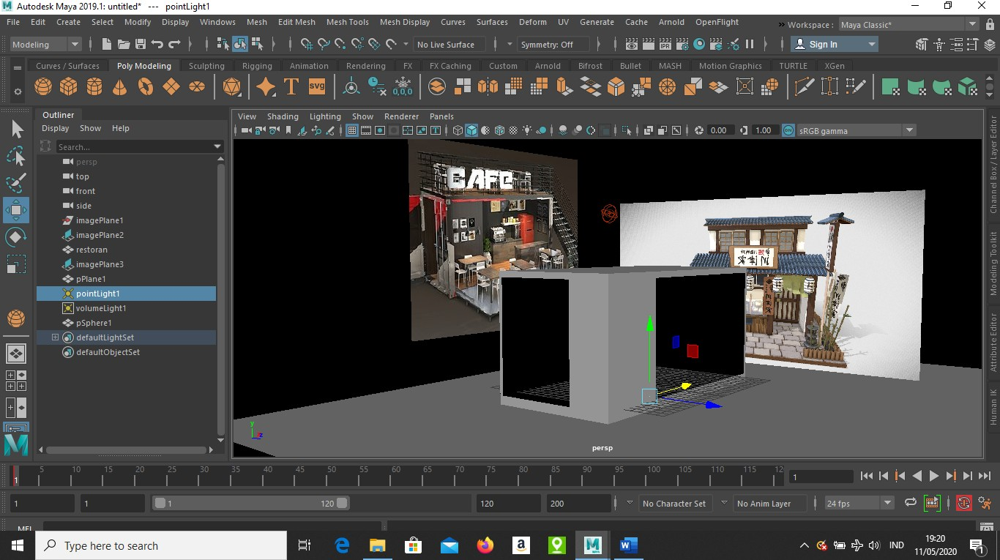 Autodesk Maya 2019.1: untitled* --- pointLight1
File Edit Create Select Modify Display Windows Mesh Edit Mesh Mesh Tools Mesh Display Curves Surfaces Deform UV Generate Cache Arnold OpenFlight
» Workspace : Maya Classic*
Modeling No Live Surface Symmetry: Off IPR Sign In
Curves / Surfaces Poly Modeling Sculpting Rigging Animation Rendering FX FX Caching Custom Arnold Bifrost Bullet MASH Motion Graphics TURTLE XGen
T SVG 0,0,0
Outliner
Display Show Help
Search...
persp
top
front
side
imagePlane1
imagePlane2
restoran
imagePlane3
pPlane1
pointLight1
volumeLight1
pSphere1
defaultLightSet
defaultObjectSet
View Shading Lighting Show Renderer Panels
0.00 1.00 ON sRGB gamma
CAFE
y
z
persp
Channel Box / Layer Editor
Modeling Toolkit
Attribute Editor
Human IK
1 5 10 15 20 25 30 35 40 45 50 55 60 65 70 75 80 85 90 95 100 105 110 115 12
1
1 1 1 120 120 200 No Character Set No Anim Layer 24 fps
MEL
Type here to search
IND
19:20
11/05/2020
1